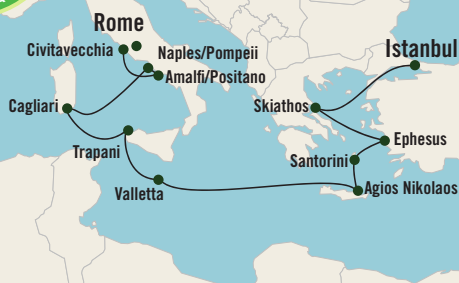 Rome
Istanbul
Civitavecchia
Naples/Pompeii
Amalfi/Positano
Cagliari
Skiathos
Trapani
Ephesus
Santorini
Valletta
Agios Nikolaos